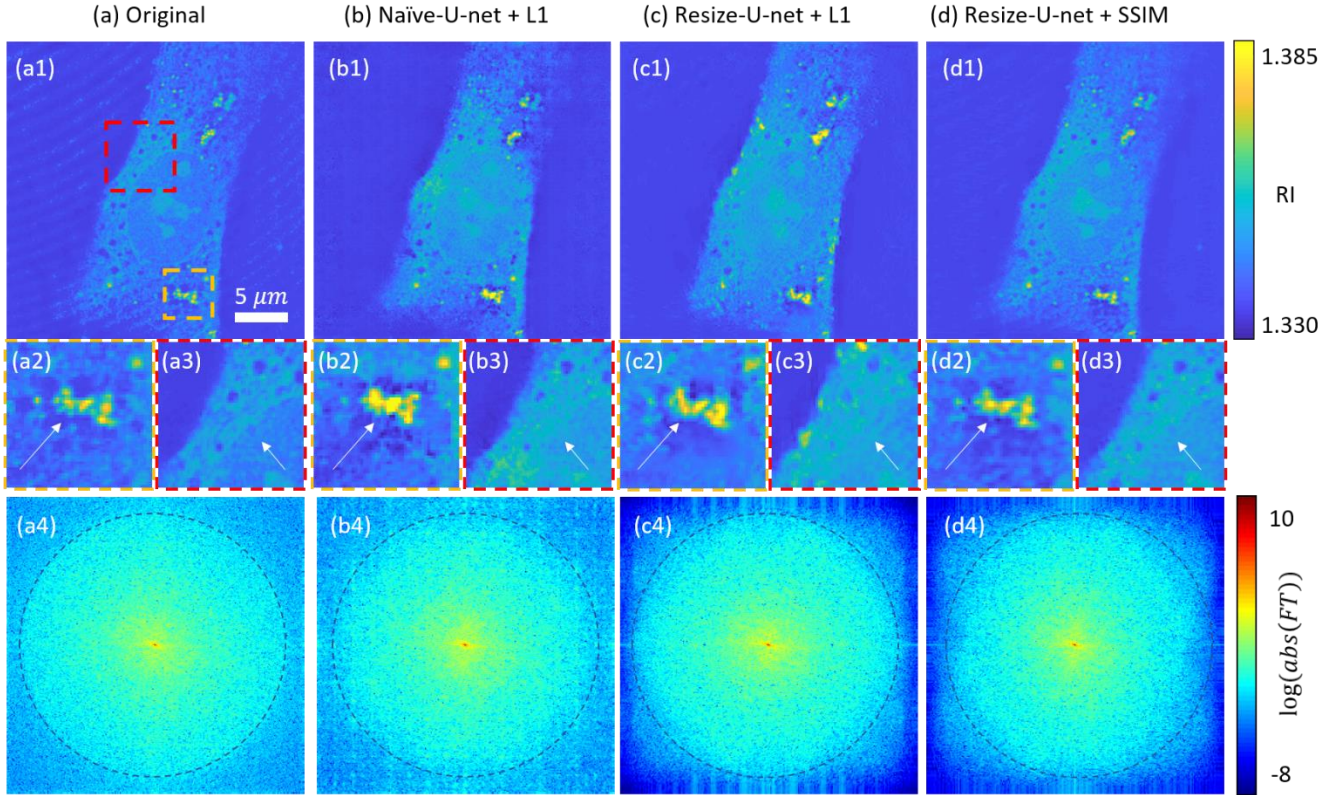 (a) Original
(b) Naïve-U-net + L1
(c) Resize-U-net + L1
(d) Resize-U-net + SSIM
(a1)
(b1)
(c1)
(d1)
1.385
RI
1.330
5 μm
(a2)
(a3)
(b2)
(b3)
(c2)
(c3)
(d2)
(d3)
(a4)
(b4)
(c4)
(d4)
10
log(abs(FT))
-8